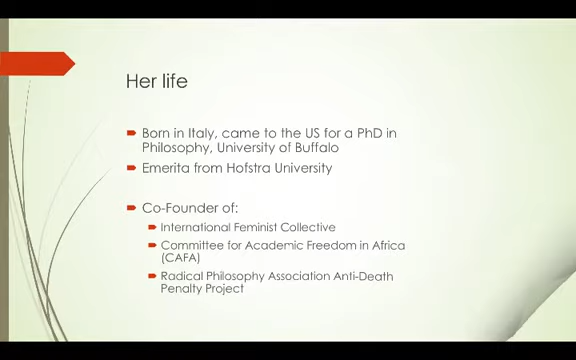 Her life
Born in Italy, came to the US for a PhD in
Philosophy, University of Buffalo
Emerita from Hofstra University
Co-Founder of:
International Feminist Collective
Committee for Academic Freedom in Africa
(CAFA)
Radical Philosophy Association Anti-Death
Penalty Project